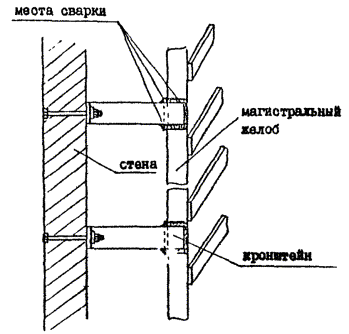 места сварки
магистральный
желоб
стена
кронштейн